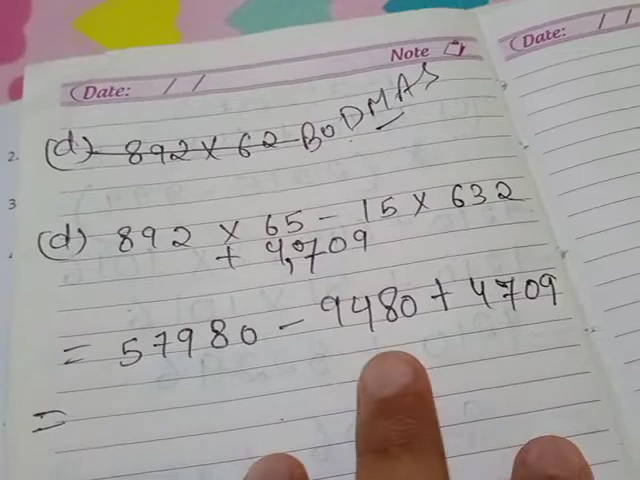 Note
Date: / /
Date: / /
2.
(d) 892 × 62 BODMAS
3
(d) 892 × 65 - 15 × 632
+ 4,709
= 57980 - 9480 + 4709
=